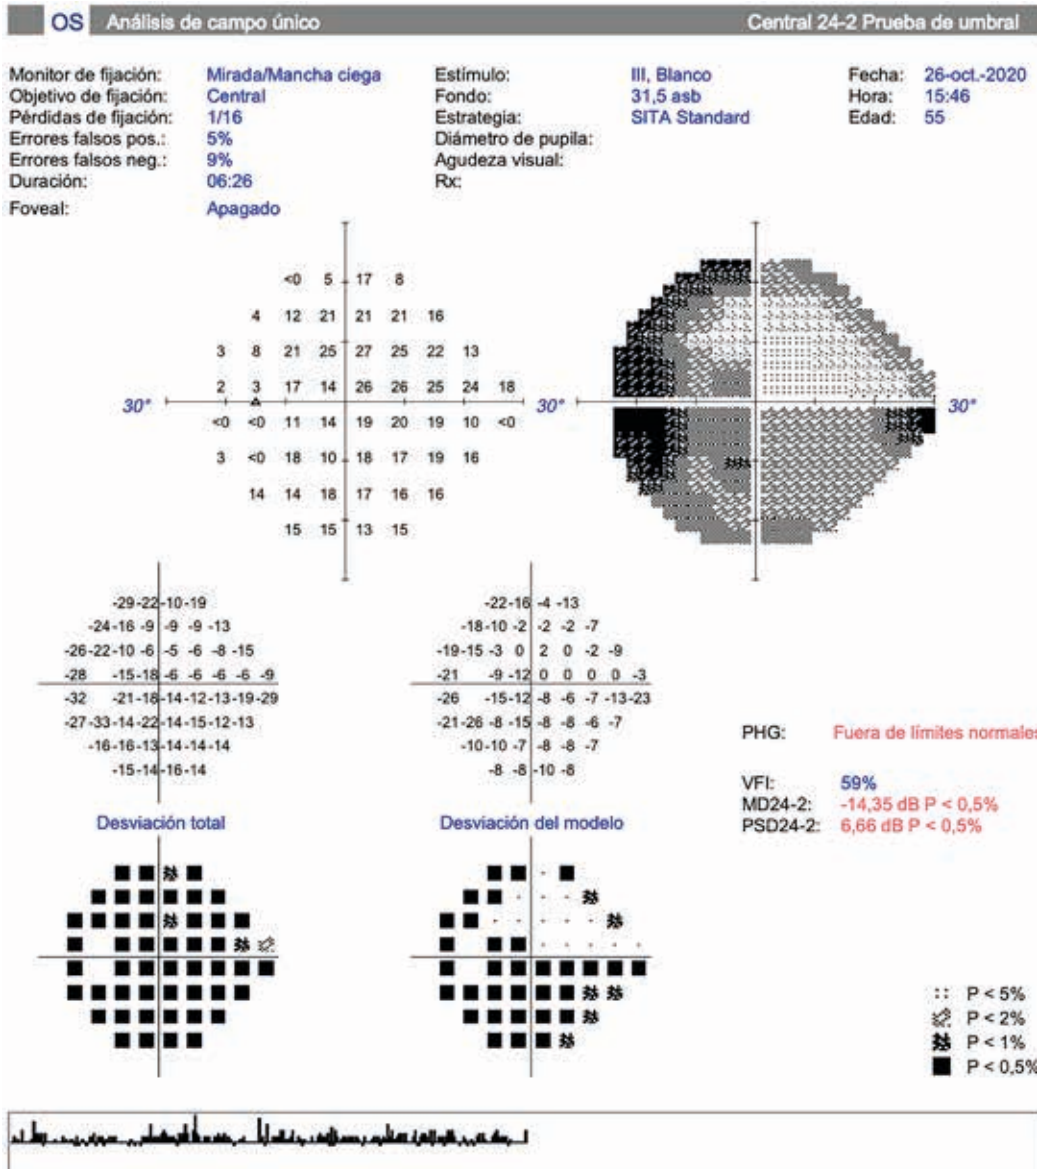 OS Análisis de campo único Central 24-2 Prueba de umbral
Monitor de fijación: Mirada/Mancha ciega Estímulo: III, Blanco Fecha: 26-oct.-2020
Objetivo de fijación: Central Fondo: 31,5 asb Hora: 15:46
Pérdidas de fijación: 1/16 Estrategia: SITA Standard Edad: 55
Errores falsos pos.: 5% Diámetro de pupila:
Errores falsos neg.: 9% Agudeza visual:
Duración: 06:26 Rx:
Foveal: Apagado
<0 5 17 8
4 12 21 21 21 16
3 8 21 25 27 25 22 13
2 3 17 14 26 26 25 24 18
30° 30° 30°
<0 <0 11 14 19 20 19 10 <0
3 <0 18 10 18 17 19 16
14 14 18 17 16 16
15 15 13 15
-29 -22 -10 -19 -22 -16 -4 -13
-24 -16 -9 -9 -9 -13 -18 -10 -2 -2 -2 -7
-26 -22 -10 -6 -5 -6 -8 -15 -19 -15 -3 0 2 0 -2 -9
-28 -15 -18 -6 -6 -6 -6 -9 -21 -9 -12 0 0 0 0 -3
-32 -21 -18 -14 -12 -13 -19 -29 -26 -15 -12 -8 -6 -7 -13 -23
-27 -33 -14 -22 -14 -15 -12 -13 -21 -26 -8 -15 -8 -8 -6 -7
-16 -16 -13 -14 -14 -14 -10 -10 -7 -8 -8 -7
-15 -14 -16 -14 -8 -8 -10 -8
PHG: Fuera de límites normales
VFI: 59%
MD24-2: -14,35 dB P < 0,5%
PSD24-2: 6,66 dB P < 0,5%
Desviación total Desviación del modelo
P < 5%
P < 2%
P < 1%
P < 0,5%